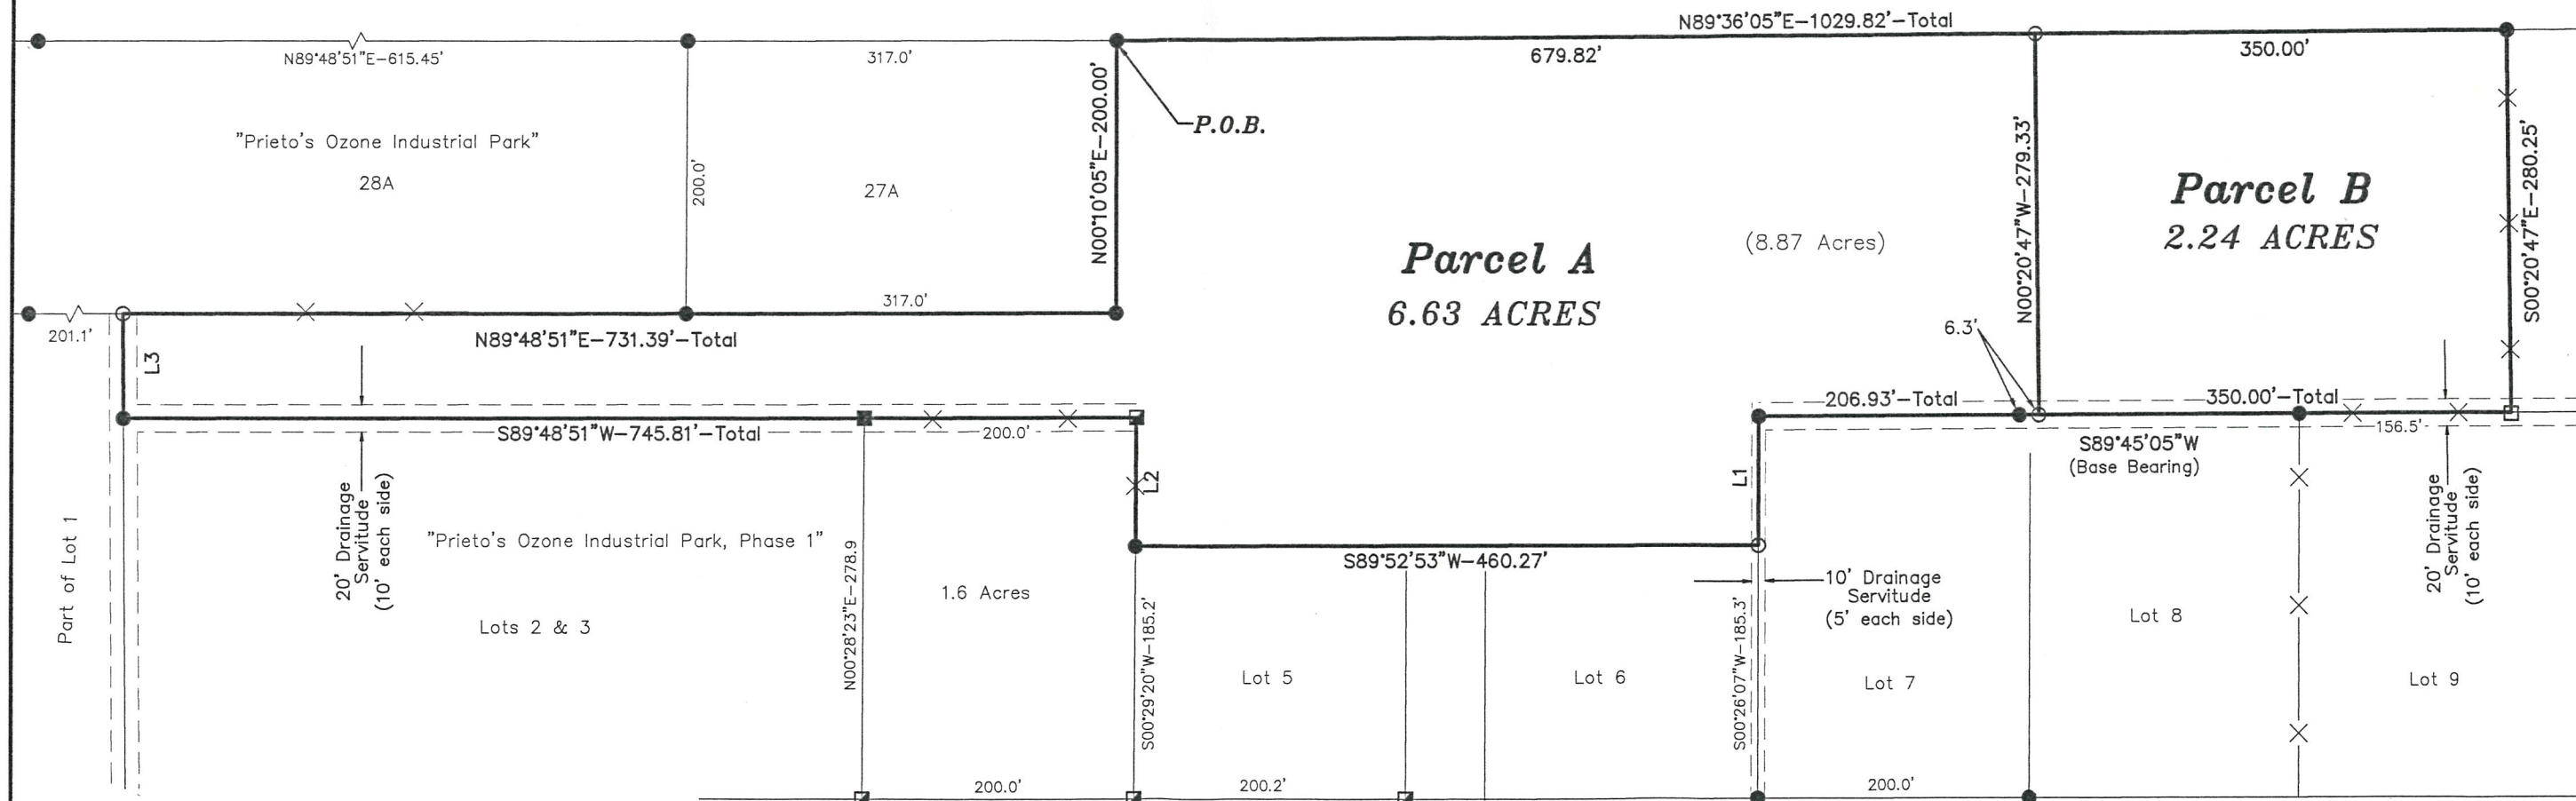 N89°36'05"E-1029.82'-Total
N89°48'51"E-615.45'
317.0'
679.82'
350.00'
P.O.B.
"Prieto's Ozone Industrial Park"
28A
200.0'
27A
N00°10'05"E-200.00'
Parcel A
6.63 ACRES
(8.87 Acres)
N00°20'47"W-279.33'
Parcel B
2.24 ACRES
S00°20'47"E-280.25'
317.0'
201.1'
L3
N89°48'51"E-731.39'-Total
6.3'
206.93'-Total
350.00'-Total
S89°48'51"W-745.81'-Total
200.0'
156.5'
S89°45'05"W
(Base Bearing)
L2
L1
Part of Lot 1
20' Drainage
Servitude
(10' each side)
"Prieto's Ozone Industrial Park, Phase 1"
Lots 2 & 3
N00°28'23"E-278.9
1.6 Acres
S89°52'53"W-460.27'
S00°29'20"W-185.2'
Lot 5
Lot 6
S00°26'07"W-185.3'
10' Drainage
Servitude
(5' each side)
Lot 7
Lot 8
20' Drainage
Servitude
(10' each side)
Lot 9
200.0'
200.2'
200.0'